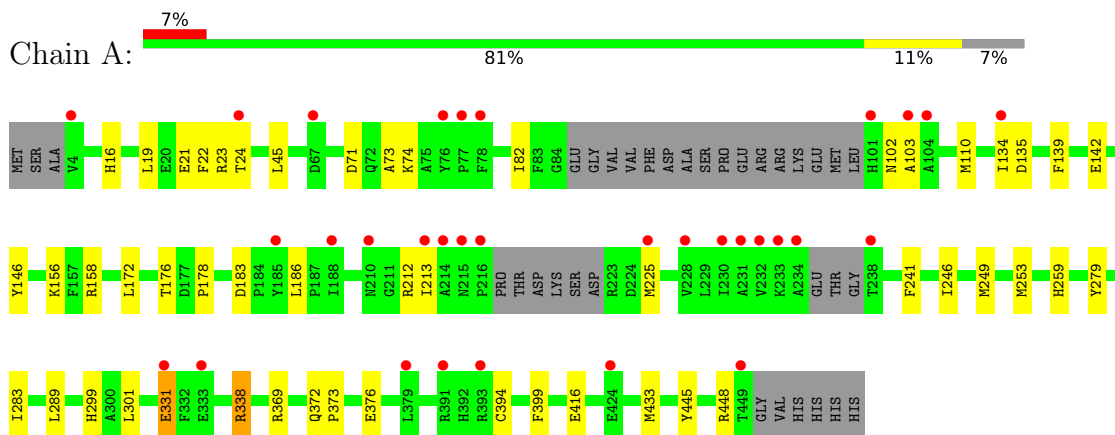 7%
Chain A:
81% 11% 7%
MET SER ALA V4 H16 L19 E20 E21 F22 R23 T24 L45 D67 D71 Q72 A73 K74 A75 Y76 P77 F78 I82 F83 G84 GLU GLY VAL VAL PHE ASP ALA SER PRO GLU ARG ARG LYS GLU MET LEU H101 N102 A103 A104 M110 I134 D135 F139 E142
Y146 K156 F157 R158 L172 T176 D177 P178 D183 P184 Y185 L186 P187 I188 N210 G211 R212 I213 A214 N215 P216 PRO THR ASP LYS SER ASP R223 D224 M225 V228 L229 I230 A231 V232 K233 A234 GLU THR GLY T238 F241 I246 M249 M253 H259 Y279
I283 L289 H299 A300 L301 E331 F332 E333 R338 R369 Q372 P373 E376 L379 R391 H392 R393 C394 F399 E416 E424 M433 Y445 R448 T449 GLY VAL HIS HIS HIS HIS